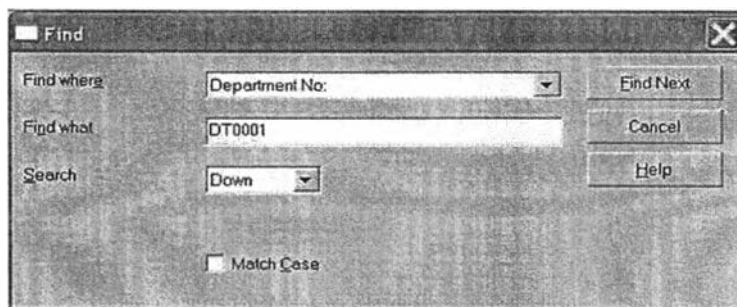 Find
Find where Department No: Find Next
Find what DT0001 Cancel
Search Down Help
Match Case